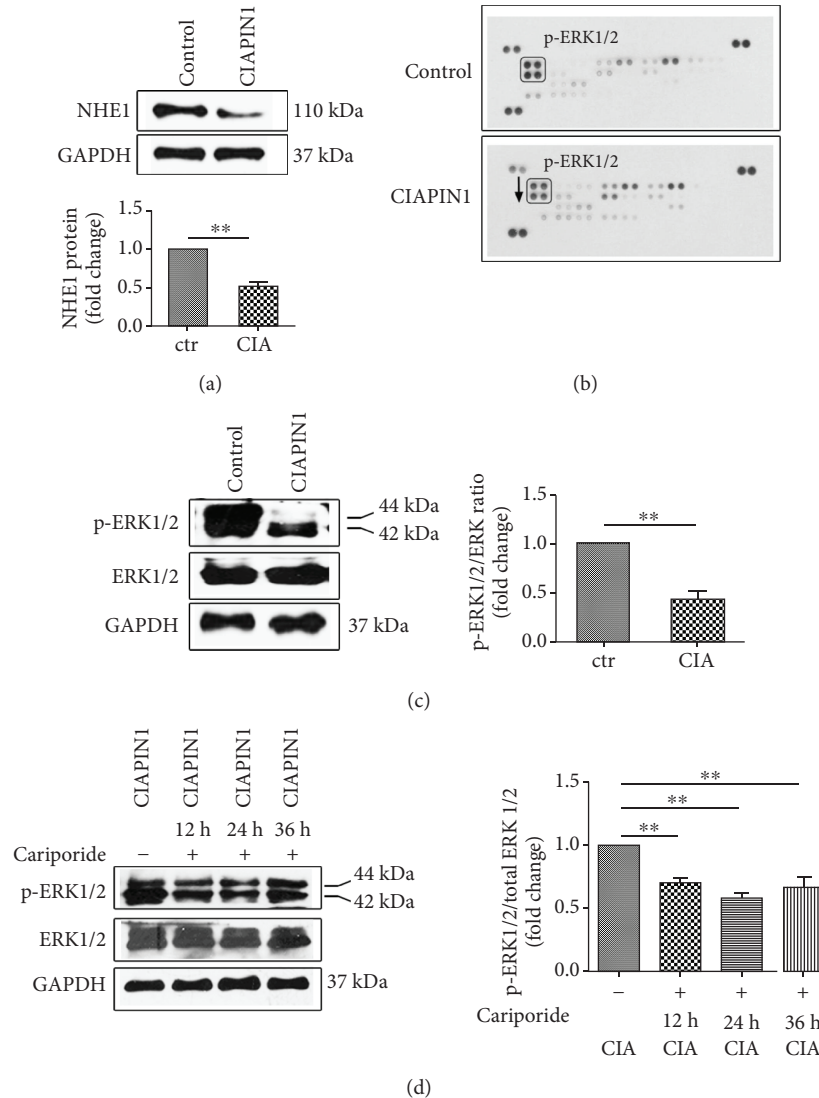 Control
CIAPIN1
NHE1
110 kDa
GAPDH
37 kDa
NHE1 protein
(fold change)
1.5
1.0
0.5
0.0
**
ctr
CIA
(a)
Control
p-ERK1/2
CIAPIN1
p-ERK1/2
(b)
Control
CIAPIN1
p-ERK1/2
44 kDa
42 kDa
ERK1/2
GAPDH
37 kDa
p-ERK1/2/ERK ratio
(fold change)
1.5
1.0
0.5
0.0
**
ctr
CIA
(c)
CIAPIN1
CIAPIN1
CIAPIN1
CIAPIN1
12 h 24 h 36 h
Cariporide − + + +
p-ERK1/2
44 kDa
42 kDa
ERK1/2
GAPDH
37 kDa
p-ERK1/2/total ERK 1/2
(fold change)
1.5
1.0
0.5
0.0
**
**
**
− + + +
Cariporide
12 h 24 h 36 h
CIA CIA CIA CIA
(d)